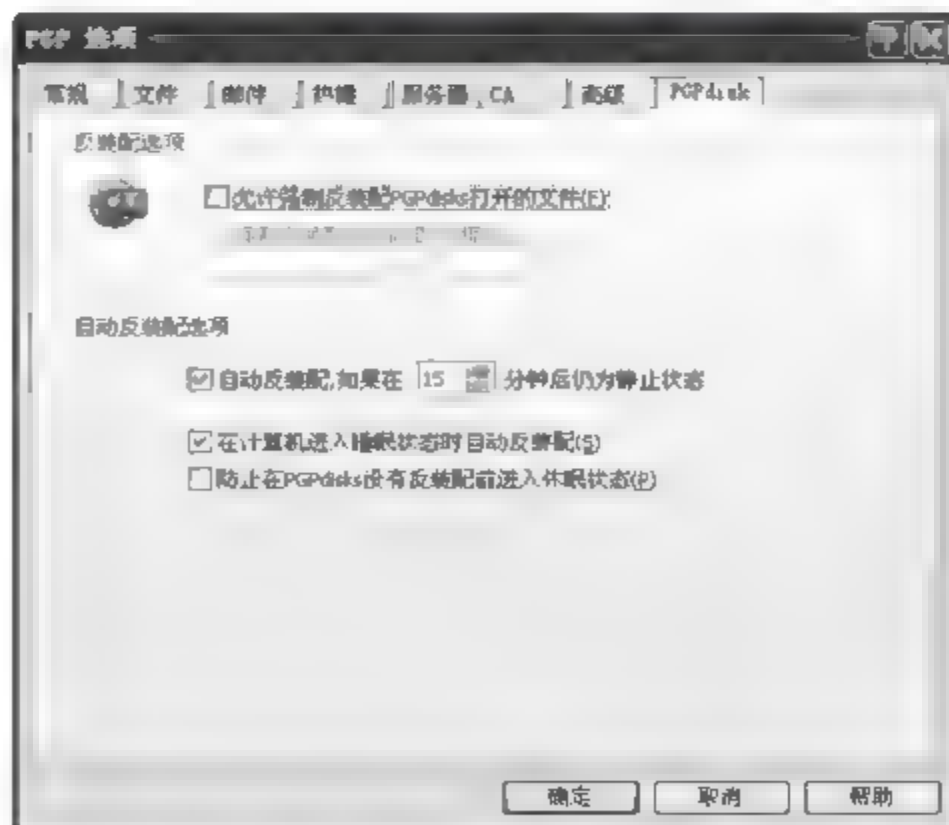 PGP 选项
常规 文件 邮件 热键 服务器 CA 高级 PGPdisk
反装配选项
允许强制反装配PGPdisks打开的文件(F)
自动反装配选项
自动反装配,如果在 15 分钟后仍为静止状态
在计算机进入睡眠状态时自动反装配(S)
防止在PGPdisks没有反装配前进入休眠状态(P)
确定 取消 帮助